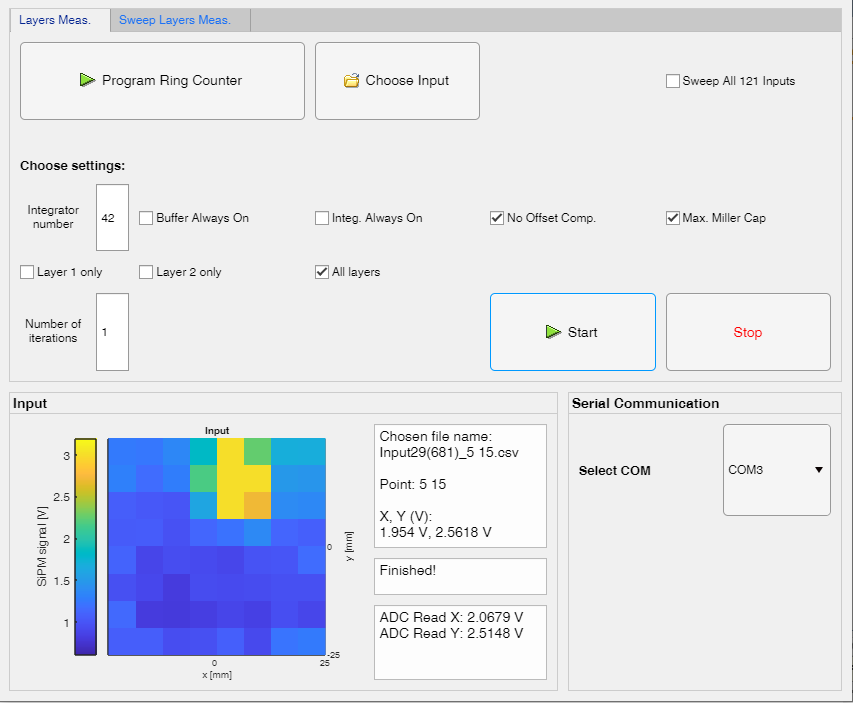 Layers Meas. Sweep Layers Meas.
Program Ring Counter Choose Input Sweep All 121 Inputs
Choose settings:
Integrator
number
42
Buffer Always On Integ. Always On No Offset Comp. Max. Miller Cap
Layer 1 only Layer 2 only All layers
Number of
iterations
1
Start Stop
Input
Input
3
2.5
2
1.5
1
SiPM signal [V]
0
-25
y [mm]
0 25
x [mm]
Chosen file name:
Input29(681)_5 15.csv
Point: 5 15
X, Y (V):
1.954 V, 2.5618 V
Finished!
ADC Read X: 2.0679 V
ADC Read Y: 2.5148 V
Serial Communication
Select COM COM3